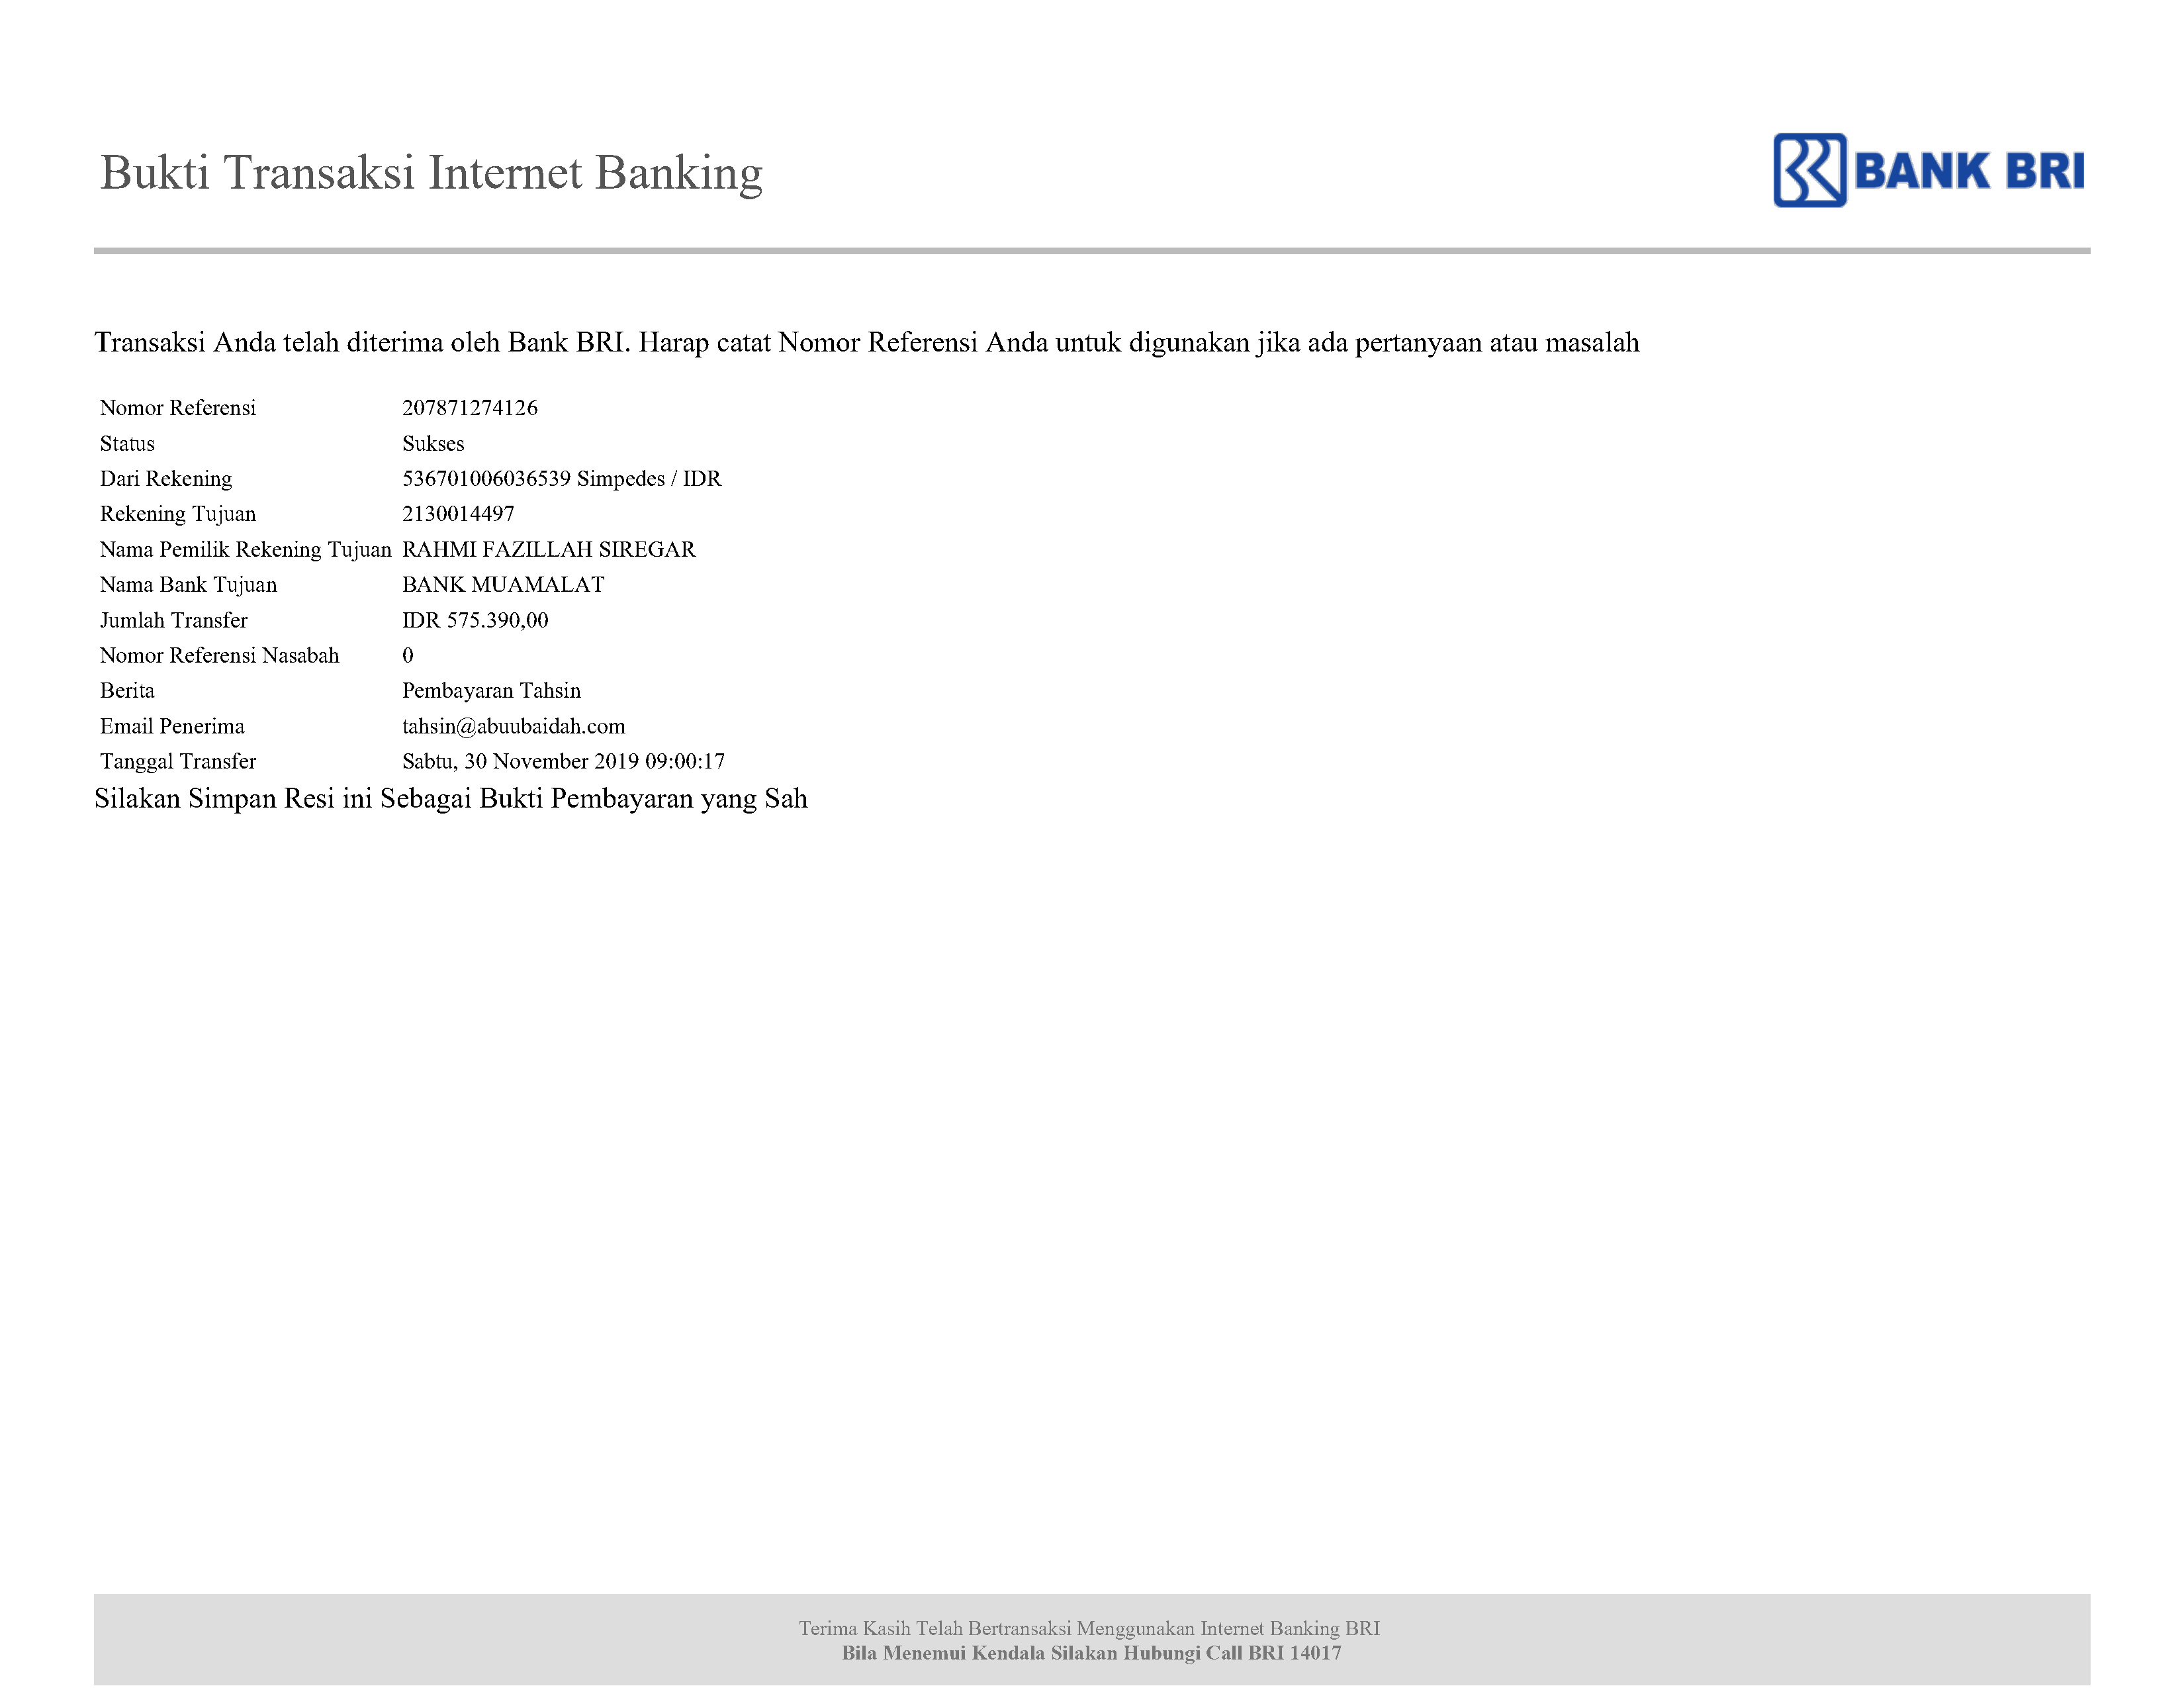 Bukti Transaksi Internet Banking
BANK BRI
Transaksi Anda telah diterima oleh Bank BRI. Harap catat Nomor Referensi Anda untuk digunakan jika ada pertanyaan atau masalah
Nomor Referensi 207871274126
Status Sukses
Dari Rekening 536701006036539 Simpedes / IDR
Rekening Tujuan 2130014497
Nama Pemilik Rekening Tujuan RAHMI FAZILLAH SIREGAR
Nama Bank Tujuan BANK MUAMALAT
Jumlah Transfer IDR 575.390,00
Nomor Referensi Nasabah 0
Berita Pembayaran Tahsin
Email Penerima tahsin@abuubaidah.com
Tanggal Transfer Sabtu, 30 November 2019 09:00:17
Silakan Simpan Resi ini Sebagai Bukti Pembayaran yang Sah
Terima Kasih Telah Bertransaksi Menggunakan Internet Banking BRI
Bila Menemui Kendala Silakan Hubungi Call BRI 14017